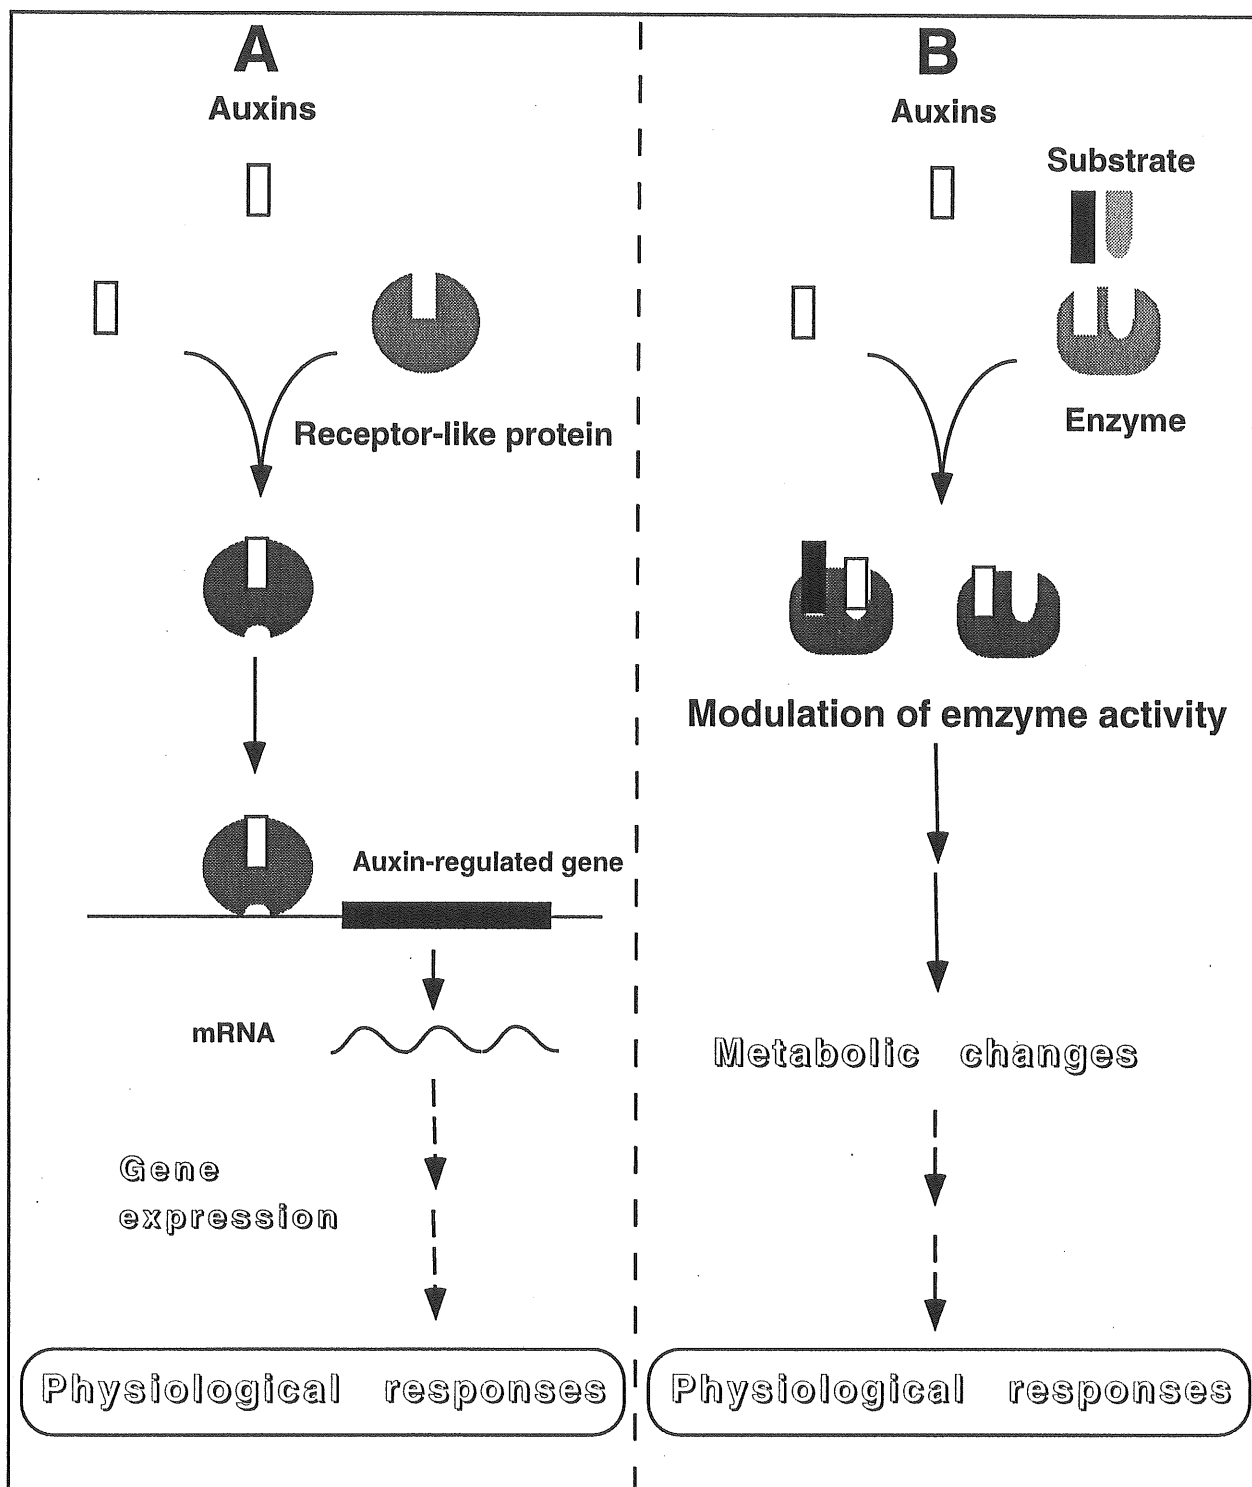 A
Auxins
Receptor-like protein
Auxin-regulated gene
mRNA
Gene
expression
Physiological responses
B
Auxins
Substrate
Enzyme
Modulation of emzyme activity
Metabolic changes
Physiological responses